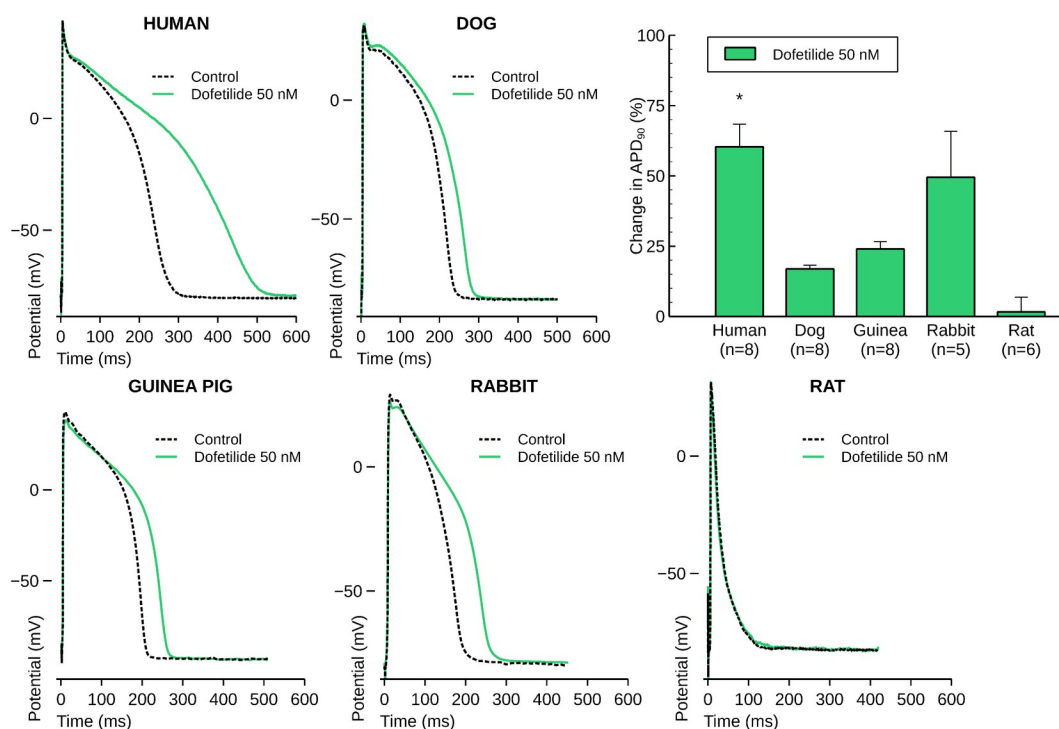 HUMAN
Control
Dofetilide 50 nM
0
−50
Potential (mV)
0 100 200 300 400 500 600
Time (ms)
DOG
Control
Dofetilide 50 nM
0
−50
Potential (mV)
0 100 200 300 400 500 600
Time (ms)
Dofetilide 50 nM
*
100
75
50
25
0
Change in APD₉₀ (%)
Human Dog Guinea Rabbit Rat
(n=8) (n=8) (n=8) (n=5) (n=6)
GUINEA PIG
Control
Dofetilide 50 nM
0
−50
Potential (mV)
0 100 200 300 400 500 600
Time (ms)
RABBIT
Control
Dofetilide 50 nM
0
−50
Potential (mV)
0 100 200 300 400 500 600
Time (ms)
RAT
Control
Dofetilide 50 nM
0
−50
Potential (mV)
0 100 200 300 400 500 600
Time (ms)